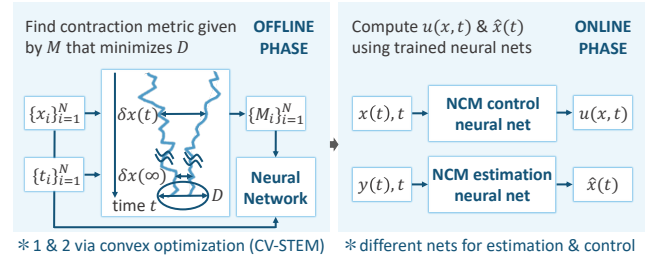 Find contraction metric given
by M that minimizes D
OFFLINE
PHASE
{x_i}_{i=1}^N
{t_i}_{i=1}^N
δx(t)
δx(∞)
time t
D
{M_i}_{i=1}^N
Neural
Network
* 1 & 2 via convex optimization (CV-STEM)
Compute u(x, t) & x̂(t)
using trained neural nets
ONLINE
PHASE
x(t), t
NCM control
neural net
u(x, t)
y(t), t
NCM estimation
neural net
x̂(t)
* different nets for estimation & control